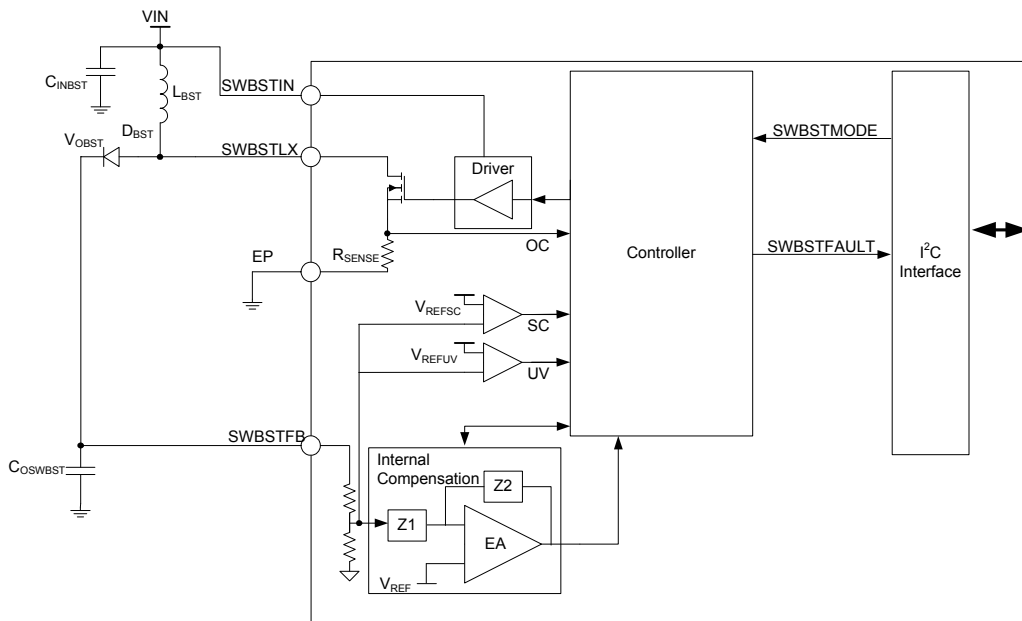 VIN
CINBST
LBST
SWBSTIN
DBST
VOBST
SWBSTLX
Driver
SWBSTMODE
OC
Controller
SWBSTFAULT
I2C
Interface
EP
RSENSE
VREFSC
SC
VREFUV
UV
SWBSTFB
COSWBST
Internal
Compensation
Z2
Z1
EA
VREF